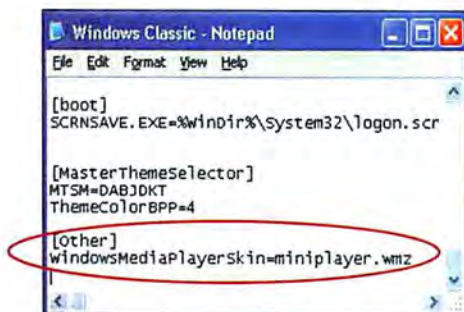 Windows Classic - Notepad
File Edit Format View Help
[boot]
SCRNSAVE.EXE=%WinDir%\System32\logon.scr
[MasterThemeSelector]
MTSM=DABJDKT
ThemeColorBPP=4
[Other]
WindowsMediaPlayerSkin=miniplayer.wmz